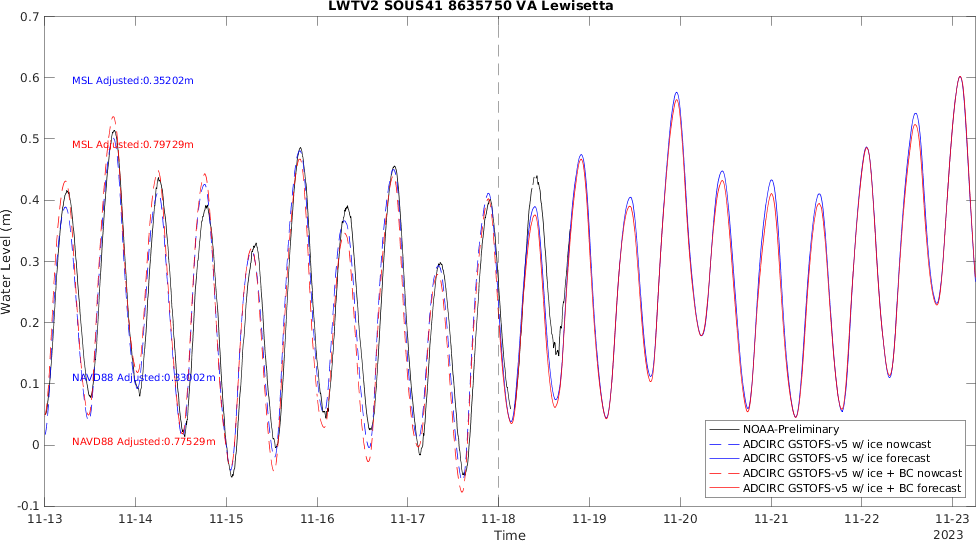 LWTV2 SOUS41 8635750 VA Lewisetta
0.7
0.6
0.5
0.4
0.3
0.2
0.1
0
-0.1
Water Level (m)
MSL Adjusted:0.35202m
MSL Adjusted:0.79729m
NAVD88 Adjusted:0.33002m
NAVD88 Adjusted:0.77529m
NOAA-Preliminary
ADCIRC GSTOFS-v5 w/ ice nowcast
ADCIRC GSTOFS-v5 w/ ice forecast
ADCIRC GSTOFS-v5 w/ ice + BC nowcast
ADCIRC GSTOFS-v5 w/ ice + BC forecast
11-13 11-14 11-15 11-16 11-17 11-18 11-19 11-20 11-21 11-22 11-23
Time
2023